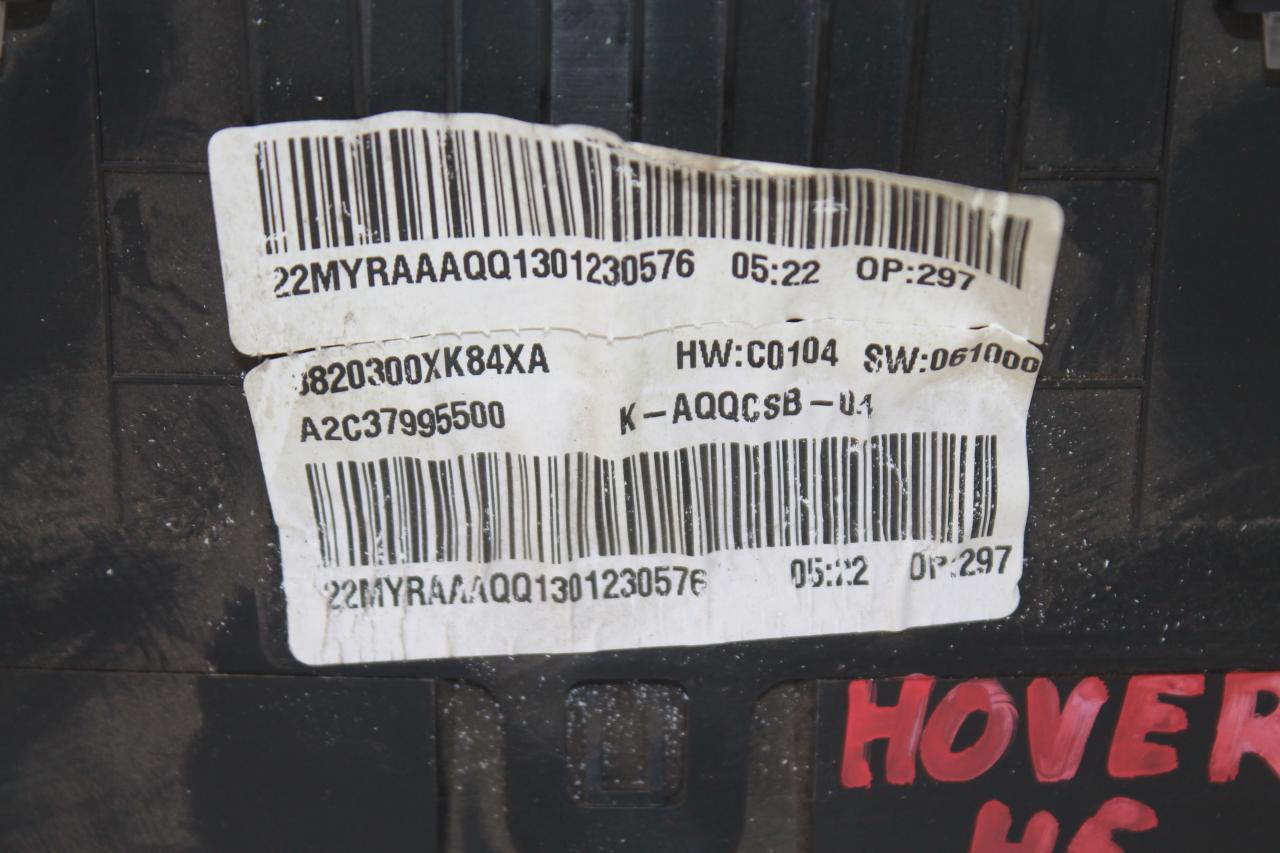 22MYRAAAQQ1301230576 05:22 OP:297
3820300XK84XA HW:C0104 SW:061000
A2C37995500 K-AQQCSB-04
22MYRAAAQQ1301230576 05:22 OP:297
HOVER
H5